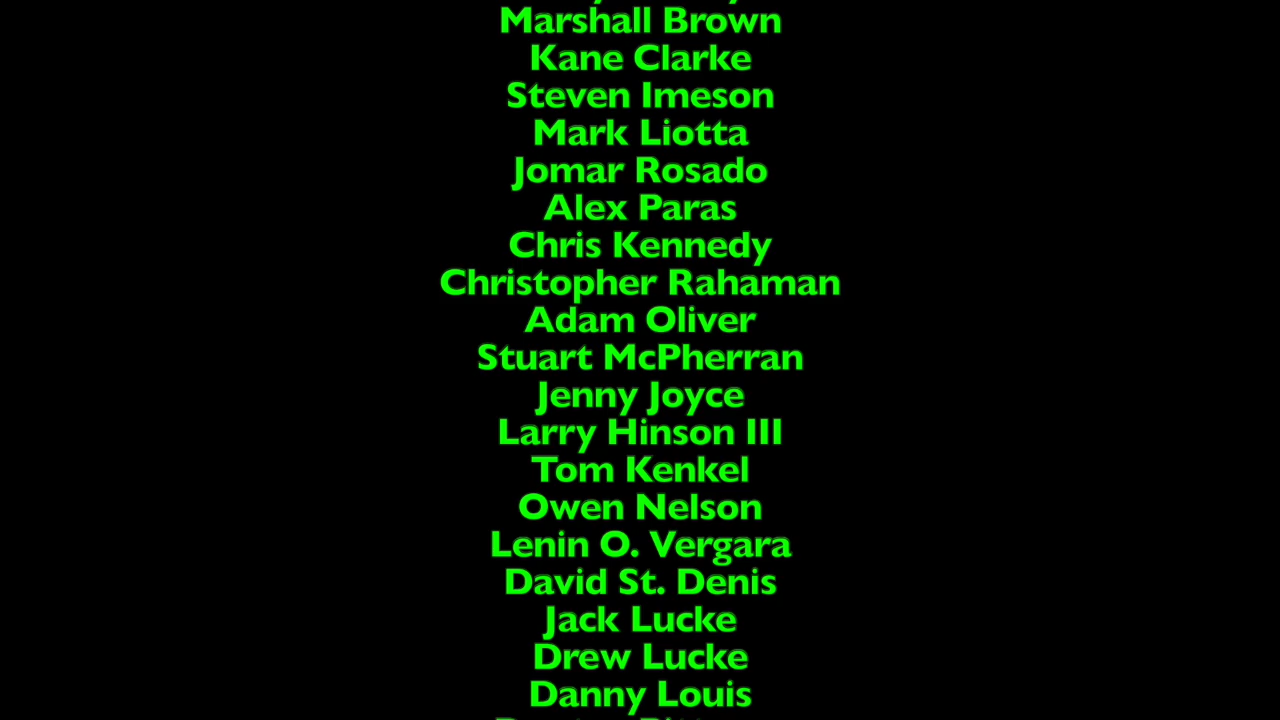 Marshall Brown
Kane Clarke
Steven Imeson
Mark Liotta
Jomar Rosado
Alex Paras
Chris Kennedy
Christopher Rahaman
Adam Oliver
Stuart McPherran
Jenny Joyce
Larry Hinson III
Tom Kenkel
Owen Nelson
Lenin O. Vergara
David St. Denis
Jack Lucke
Drew Lucke
Danny Louis